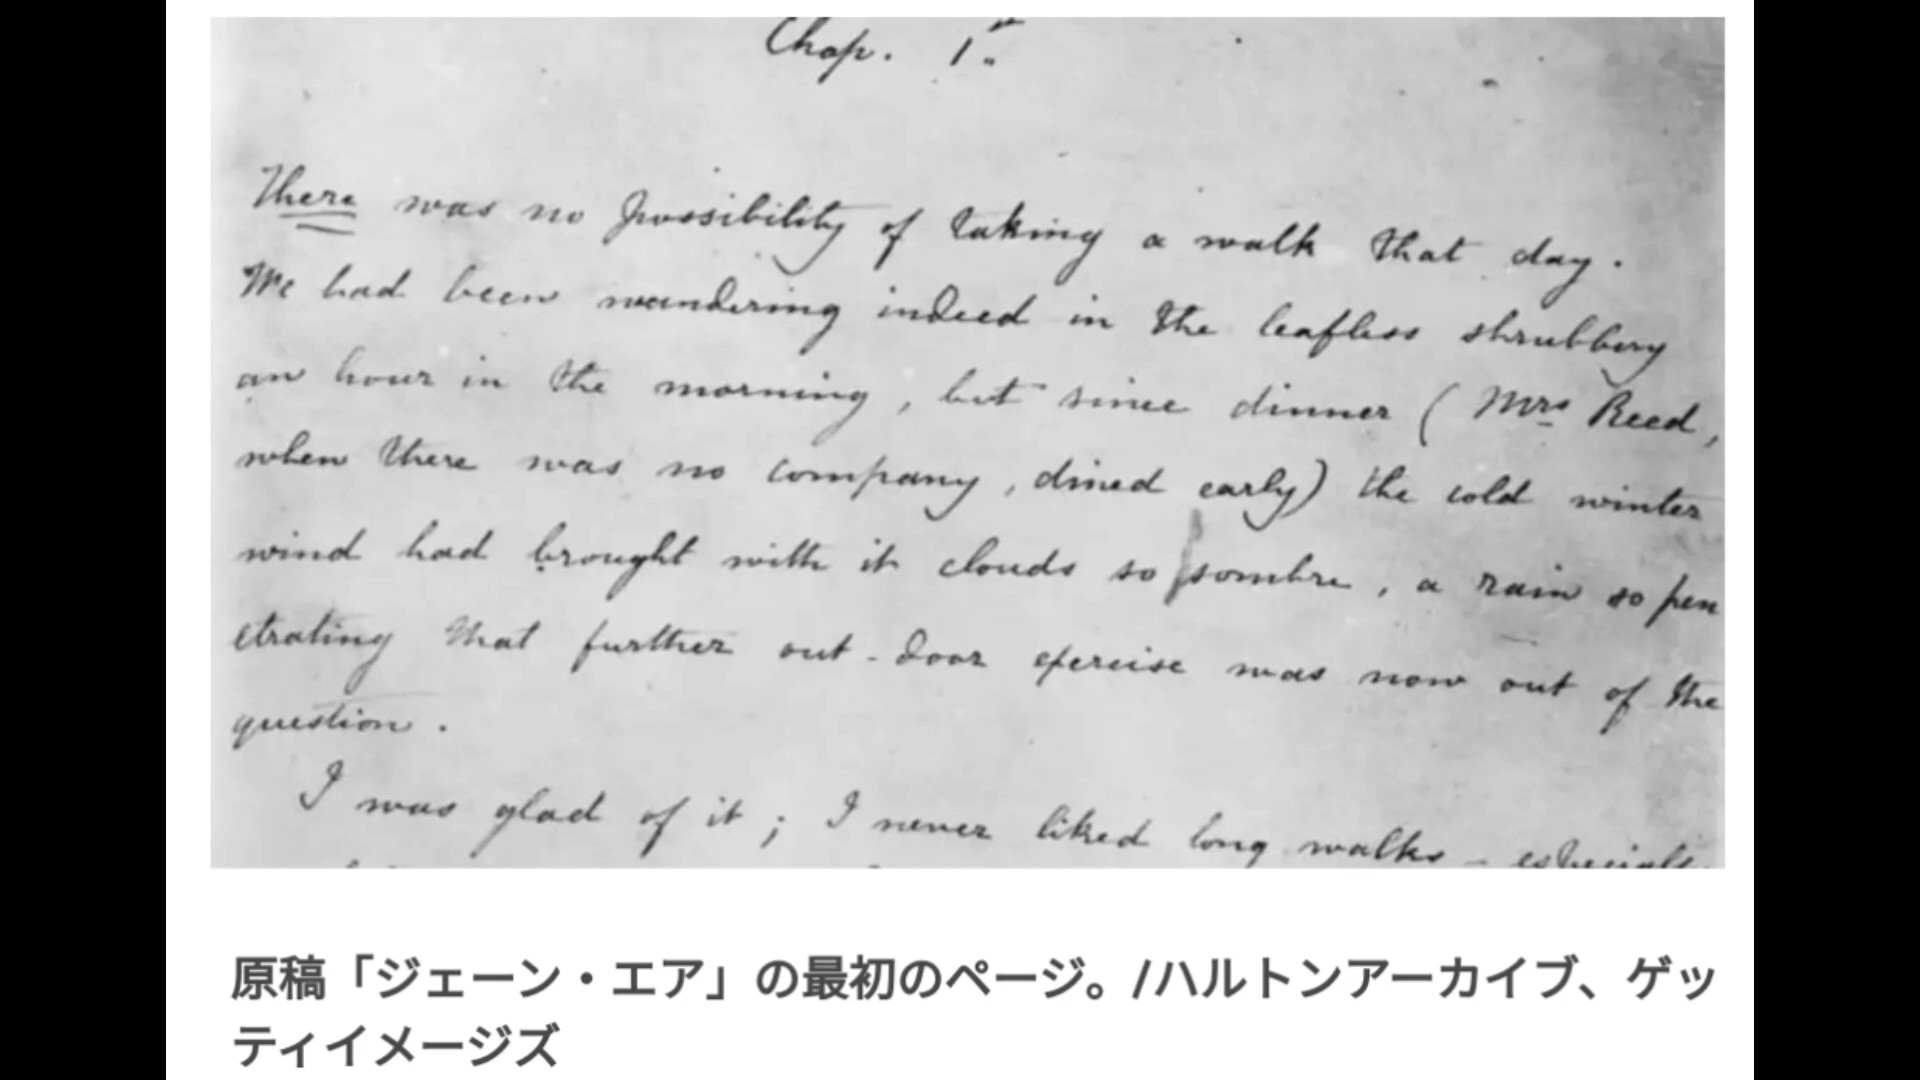 Chap. 1st
There was no possibility of taking a walk that day.
We had been wandering indeed in the leafless shrubbery
an hour in the morning, but since dinner (Mrs Reed,
when there was no company, dined early) the cold winter
wind had brought with it clouds so sombre, a rain so pen
etrating that further out-door exercise was now out of the
question.
I was glad of it; I never liked long walks -
原稿「ジェーン・エア」の最初のページ。/ハルトンアーカイブ、ゲッ
ティイメージズ